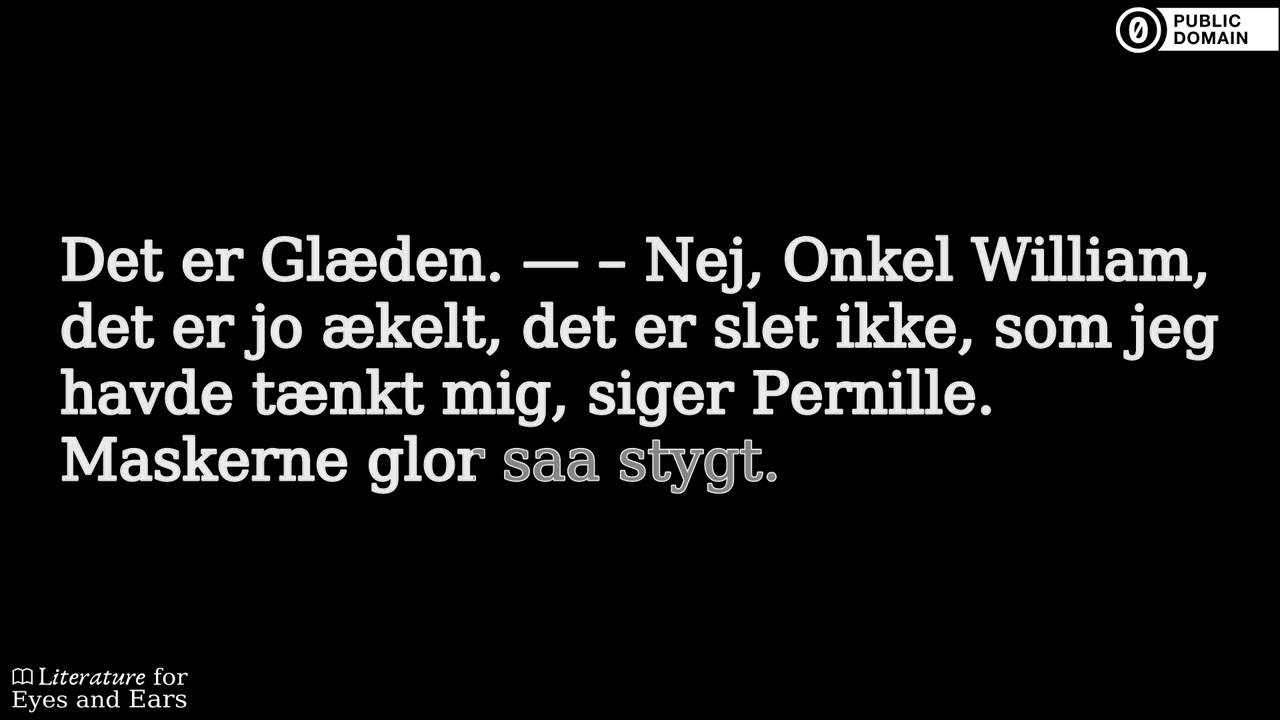 PUBLIC
DOMAIN
Det er Glæden. — – Nej, Onkel William,
det er jo ækelt, det er slet ikke, som jeg
havde tænkt mig, siger Pernille.
Maskerne glor saa stygt.
Literature for
Eyes and Ears